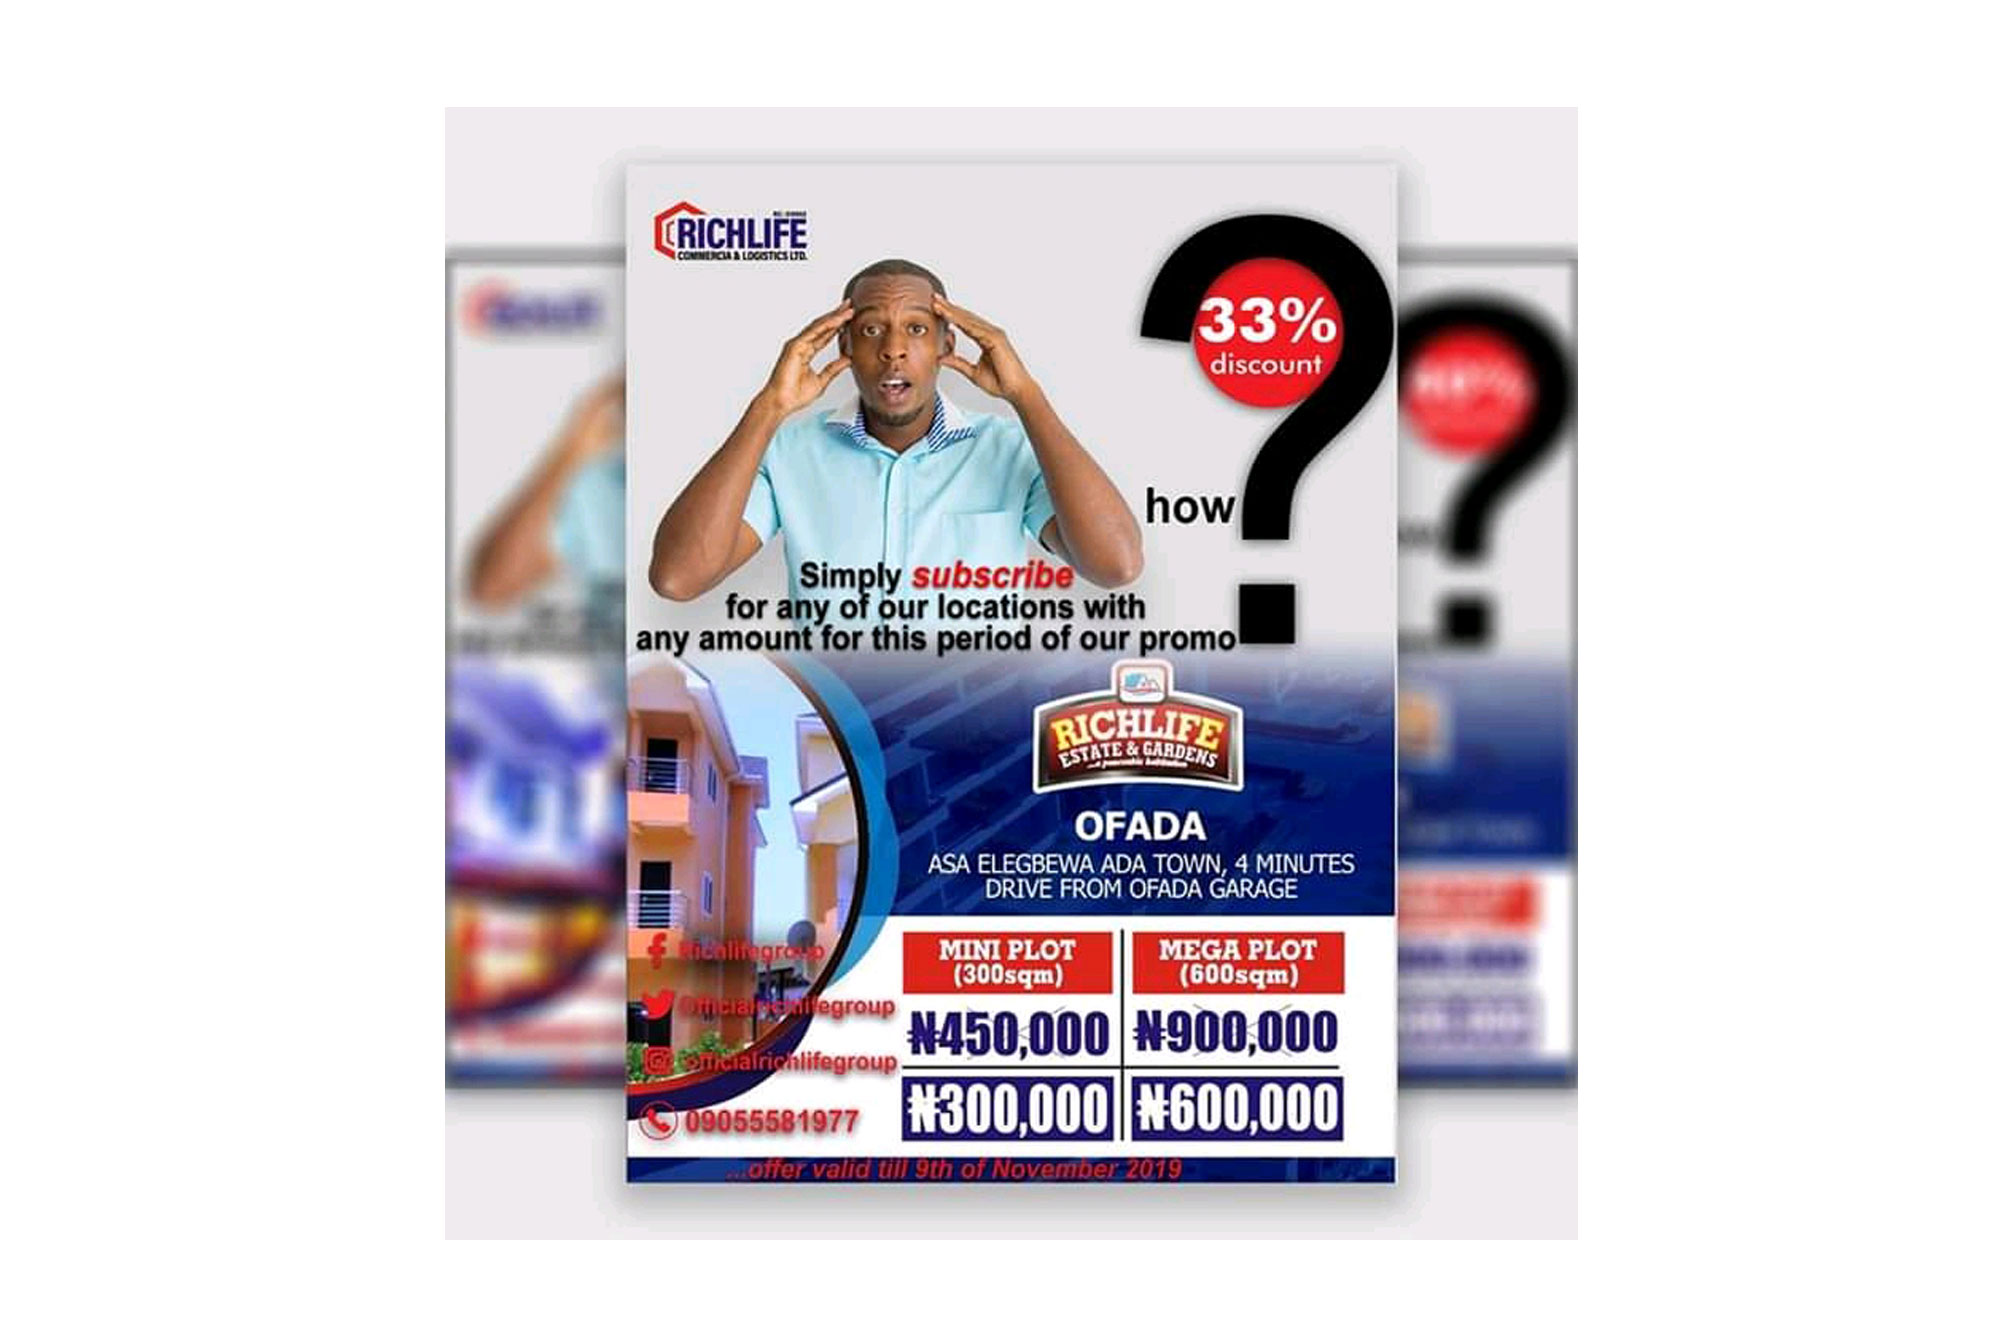 RICHLIFE
COMMERCIA & LOGISTICS LTD.
33%
discount
how
?
Simply subscribe
for any of our locations with
any amount for this period of our promo
RICHLIFE
ESTATE & GARDENS
OFADA
ASA ELEGBEWA ADA TOWN, 4 MINUTES
DRIVE FROM OFADA GARAGE
Richlifegroup
Officialrichlifegroup
officialrichlifegroup
09055581977
MINI PLOT
(300sqm)
₦450,000
₦300,000
MEGA PLOT
(600sqm)
₦900,000
₦600,000
...offer valid till 9th of November 2019